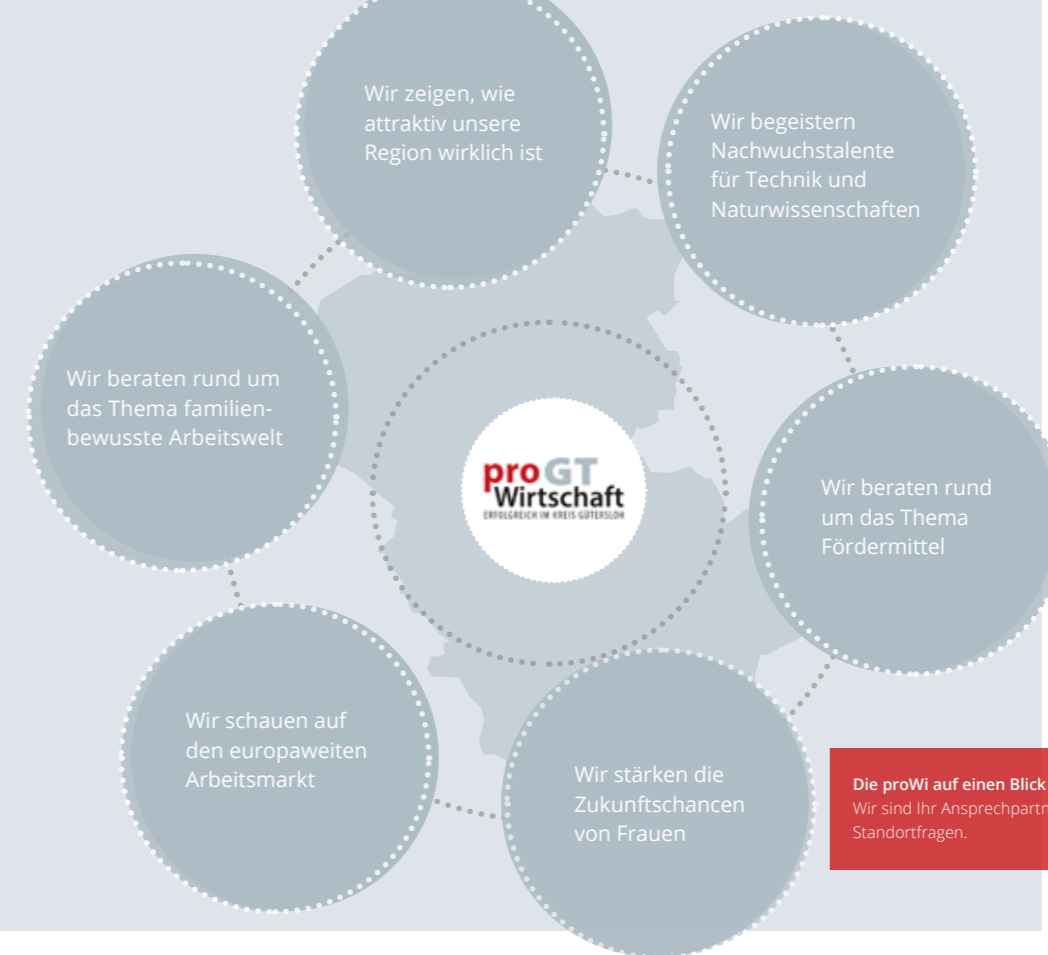 Wir zeigen, wie
attraktiv unsere
Region wirklich ist
Wir begeistern
Nachwuchstalente
für Technik und
Naturwissenschaften
Wir beraten rund um
das Thema familien-
bewusste Arbeitswelt
pro GT
Wirtschaft
ERFOLGREICH IM KREIS GÜTERSLOH
Wir beraten rund
um das Thema
Fördermittel
Wir schauen auf
den europaweiten
Arbeitsmarkt
Wir stärken die
Zukunftschancen
von Frauen
Die proWi auf einen Blick
Wir sind Ihr
Standortfragen.